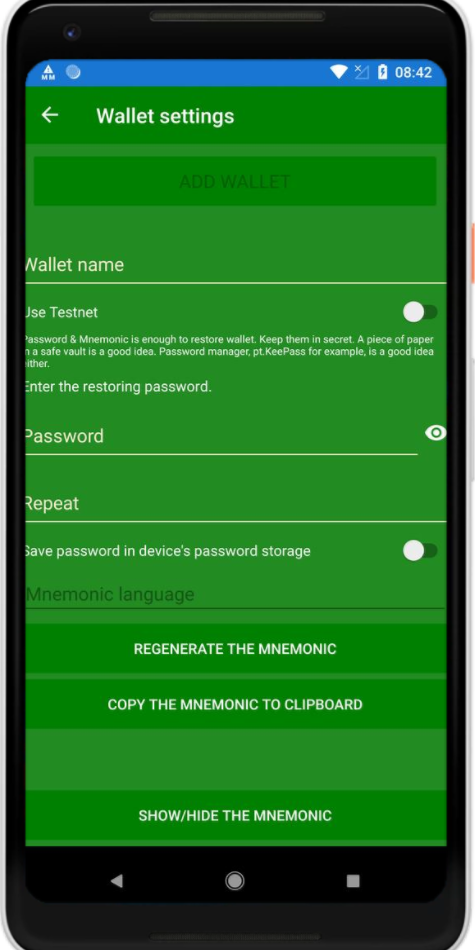 MM
08:42
Wallet settings
ADD WALLET
Wallet name
Use Testnet
Password & Mnemonic is enough to restore wallet. Keep them in secret. A piece of paper
in a safe vault is a good idea. Password manager, pt.KeePass for example, is a good idea
either.
Enter the restoring password.
Password
Repeat
Save password in device's password storage
Mnemonic language
REGENERATE THE MNEMONIC
COPY THE MNEMONIC TO CLIPBOARD
SHOW/HIDE THE MNEMONIC